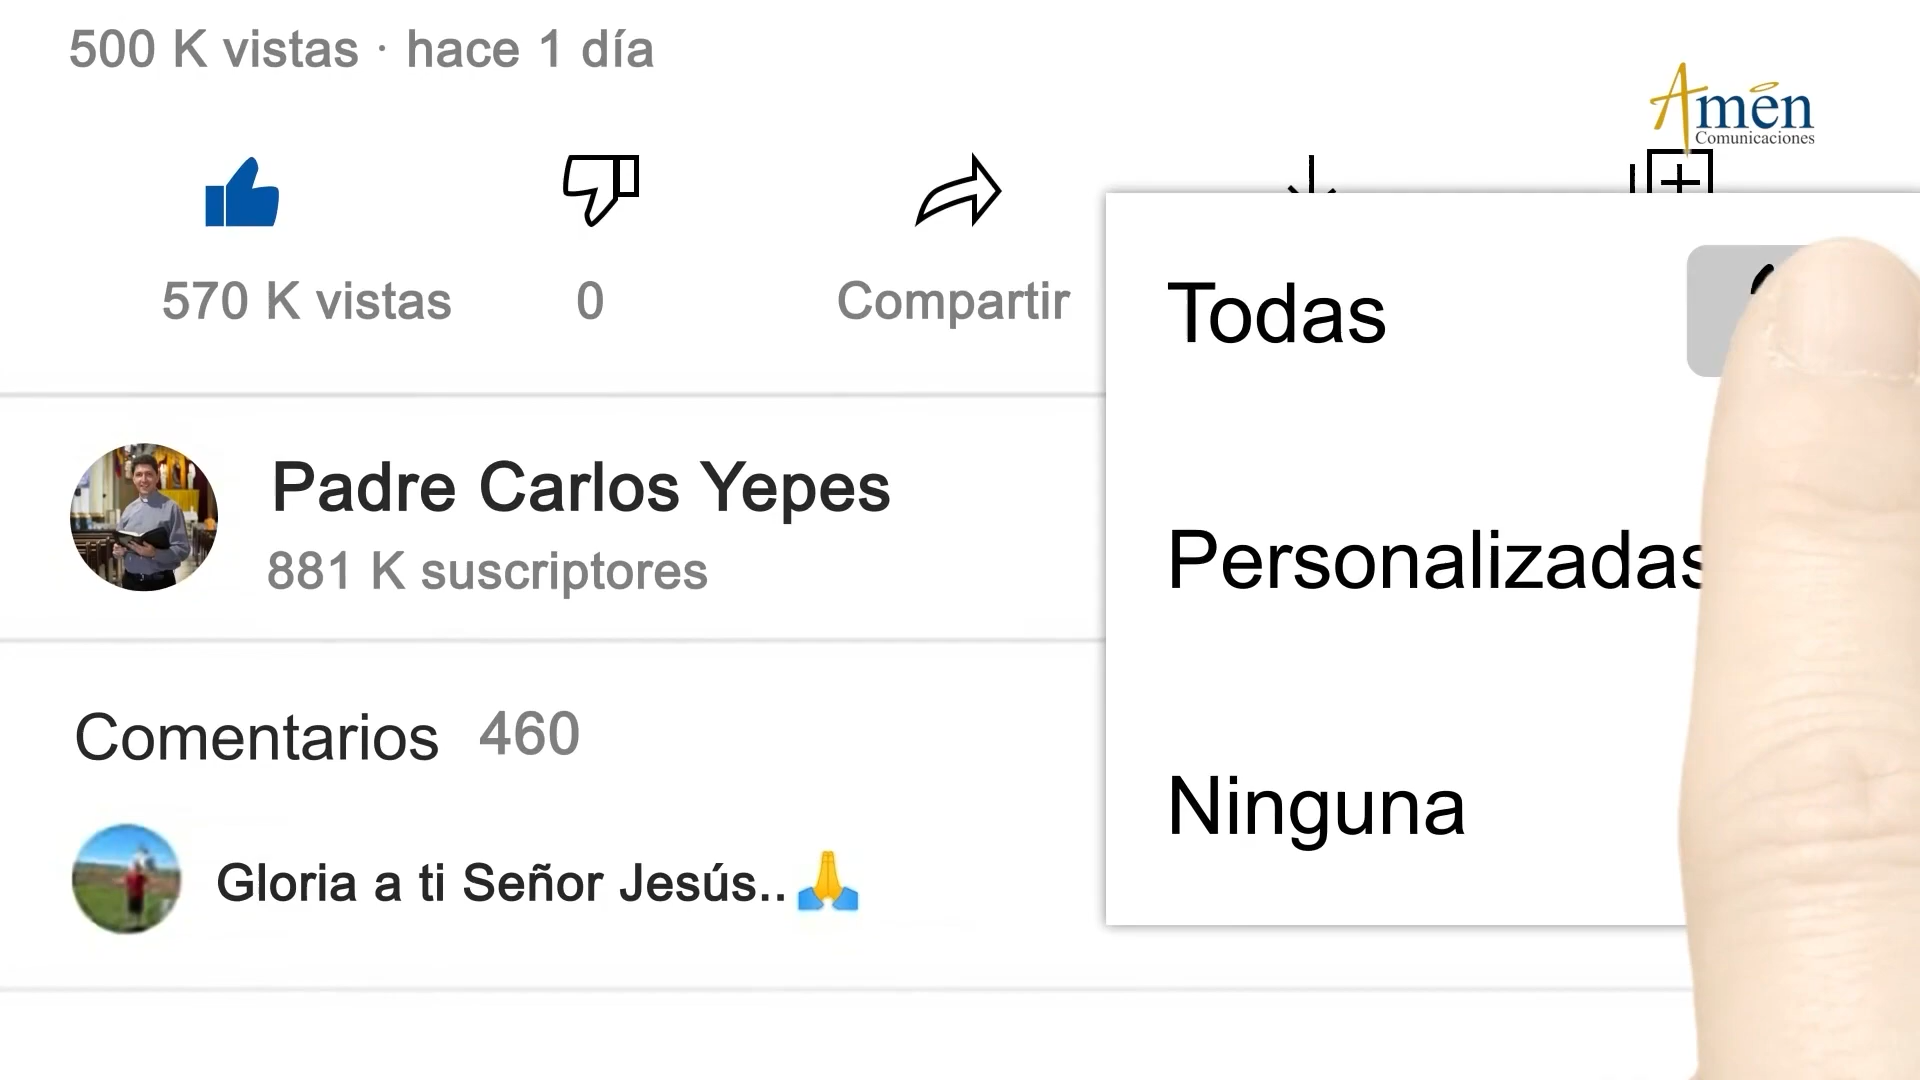 500 K vistas · hace 1 día
Amén
Comunicaciones
570 K vistas
0
Compartir
Todas
Padre Carlos Yepes
881 K suscriptores
Personalizadas
Comentarios 460
Ninguna
Gloria a ti Señor Jesús..🙏